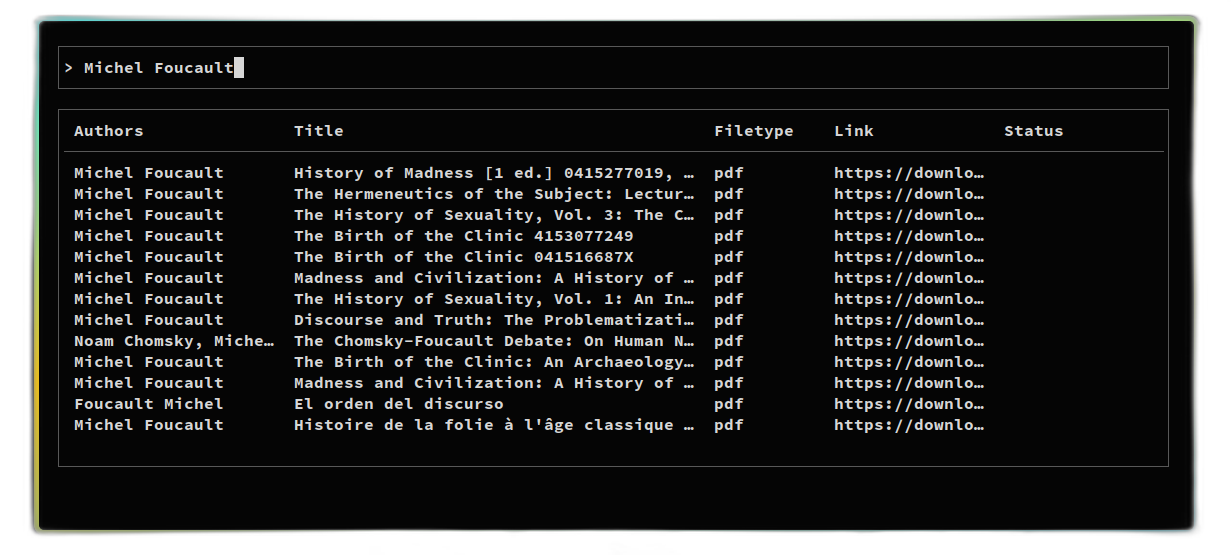 > Michel Foucault
Authors Title Filetype Link Status
Michel Foucault History of Madness [1 ed.] 0415277019, … pdf https://downlo…
Michel Foucault The Hermeneutics of the Subject: Lectur… pdf https://downlo…
Michel Foucault The History of Sexuality, Vol. 3: The C… pdf https://downlo…
Michel Foucault The Birth of the Clinic 4153077249 pdf https://downlo…
Michel Foucault The Birth of the Clinic 041516687X pdf https://downlo…
Michel Foucault Madness and Civilization: A History of … pdf https://downlo…
Michel Foucault The History of Sexuality, Vol. 1: An In… pdf https://downlo…
Michel Foucault Discourse and Truth: The Problematizati… pdf https://downlo…
Noam Chomsky, Miche… The Chomsky-Foucault Debate: On Human N… pdf https://downlo…
Michel Foucault The Birth of the Clinic: An Archaeology… pdf https://downlo…
Michel Foucault Madness and Civilization: A History of … pdf https://downlo…
Foucault Michel El orden del discurso pdf https://downlo…
Michel Foucault Histoire de la folie à l'âge classique … pdf https://downlo…